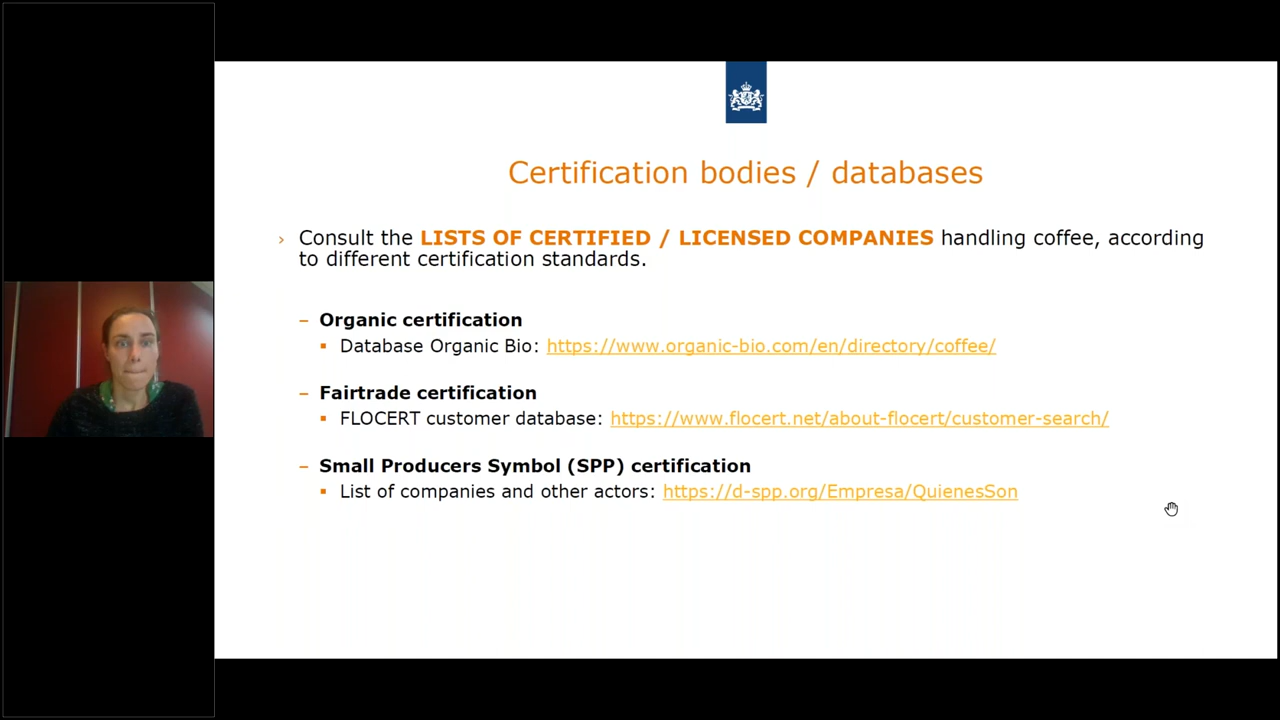 Certification bodies / databases
› Consult the LISTS OF CERTIFIED / LICENSED COMPANIES handling coffee, according
to different certification standards.
– Organic certification
▪ Database Organic Bio: https://www.organic-bio.com/en/directory/coffee/
– Fairtrade certification
▪ FLOCERT customer database: https://www.flocert.net/about-flocert/customer-search/
– Small Producers Symbol (SPP) certification
▪ List of companies and other actors: https://d-spp.org/Empresa/QuienesSon